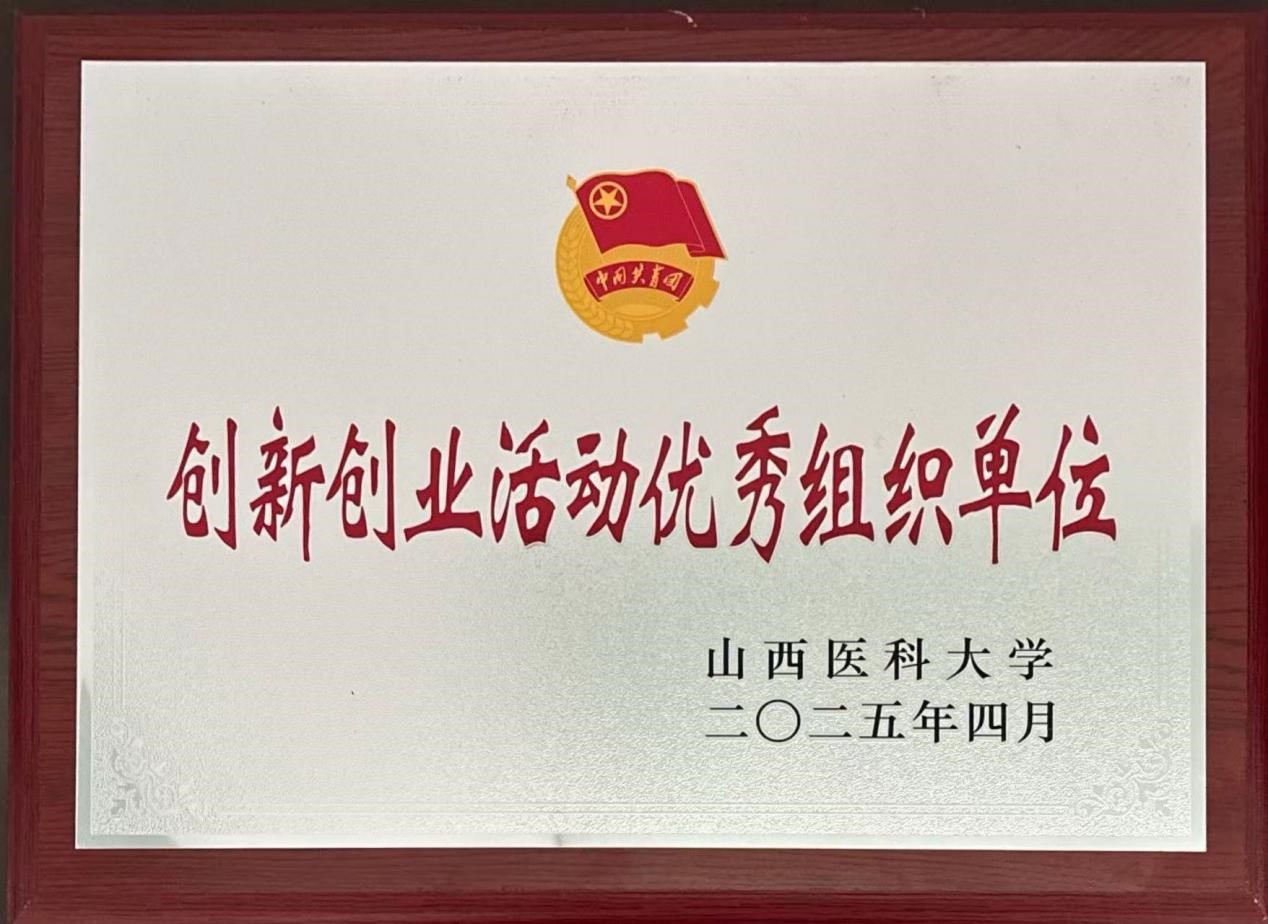 中国共青团
创新创业活动优秀组织单位
山西医科大学
二〇二五年四月